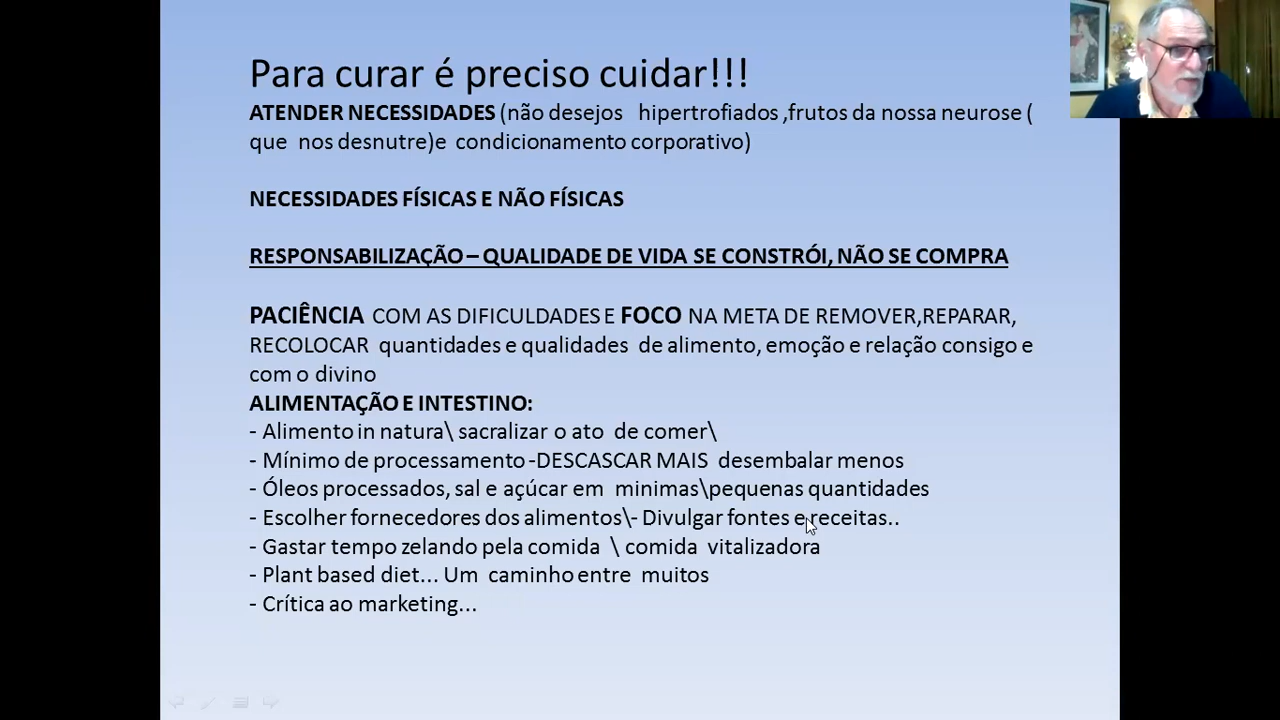 Para curar é preciso cuidar!!!
ATENDER NECESSIDADES (não desejos hipertrofiados ,frutos da nossa neurose (
que nos desnutre)e condicionamento corporativo)
NECESSIDADES FÍSICAS E NÃO FÍSICAS
RESPONSABILIZAÇÃO – QUALIDADE DE VIDA SE CONSTRÓI, NÃO SE COMPRA
PACIÊNCIA COM AS DIFICULDADES E FOCO NA META DE REMOVER,REPARAR,
RECOLOCAR quantidades e qualidades de alimento, emoção e relação consigo e
com o divino
ALIMENTAÇÃO E INTESTINO:
- Alimento in natura\ sacralizar o ato de comer\
- Mínimo de processamento -DESCASCAR MAIS desembalar menos
- Óleos processados, sal e açúcar em minimas\pequenas quantidades
- Escolher fornecedores dos alimentos\- Divulgar fontes e receitas..
- Gastar tempo zelando pela comida \ comida vitalizadora
- Plant based diet... Um caminho entre muitos
- Crítica ao marketing...